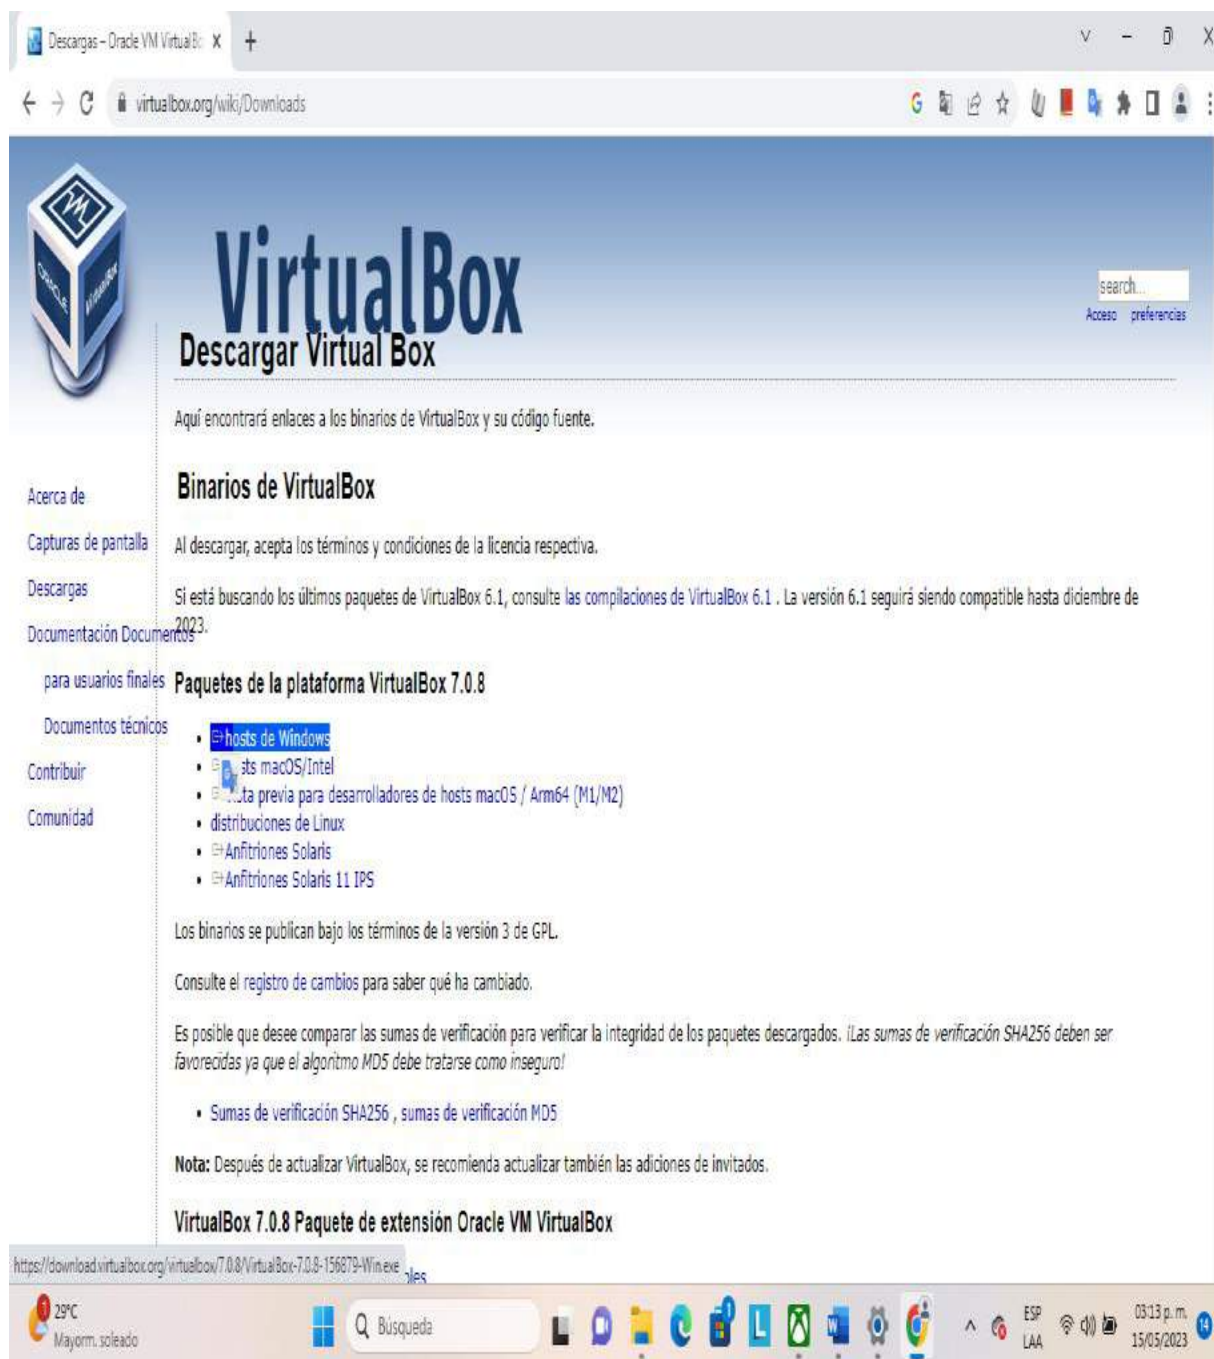 Descargas – Oracle VM VirtualBo
virtualbox.org/wiki/Downloads
ORACLE
VirtualBox
VirtualBox
search...
Acceso preferencias
Descargar Virtual Box
Aquí encontrará enlaces a los binarios de VirtualBox y su código fuente.
Acerca de
Capturas de pantalla
Descargas
Documentación Documentos
para usuarios finales
Documentos técnicos
Contribuir
Comunidad
Binarios de VirtualBox
Al descargar, acepta los términos y condiciones de la licencia respectiva.
Si está buscando los últimos paquetes de VirtualBox 6.1, consulte las compilaciones de VirtualBox 6.1 . La versión 6.1 seguirá siendo compatible hasta diciembre de
2023.
Paquetes de la plataforma VirtualBox 7.0.8
hosts de Windows
sts macOS/Intel
ta previa para desarrolladores de hosts macOS / Arm64 (M1/M2)
distribuciones de Linux
Anfitriones Solaris
Anfitriones Solaris 11 IPS
Los binarios se publican bajo los términos de la versión 3 de GPL.
Consulte el registro de cambios para saber qué ha cambiado.
Es posible que desee comparar las sumas de verificación para verificar la integridad de los paquetes descargados. ¡Las sumas de verificación SHA256 deben ser
favorecidas ya que el algoritmo MD5 debe tratarse como inseguro!
Sumas de verificación SHA256 , sumas de verificación MD5
Nota: Después de actualizar VirtualBox, se recomienda actualizar también las adiciones de invitados.
VirtualBox 7.0.8 Paquete de extensión Oracle VM VirtualBox
https://download.virtualbox.org/virtualbox/7.0.8/VirtualBox-7.0.8-156879-Win.exe
29°C
Mayorm. soleado
Búsqueda
ESP
LAA
03:13 p. m.
15/05/2023
14